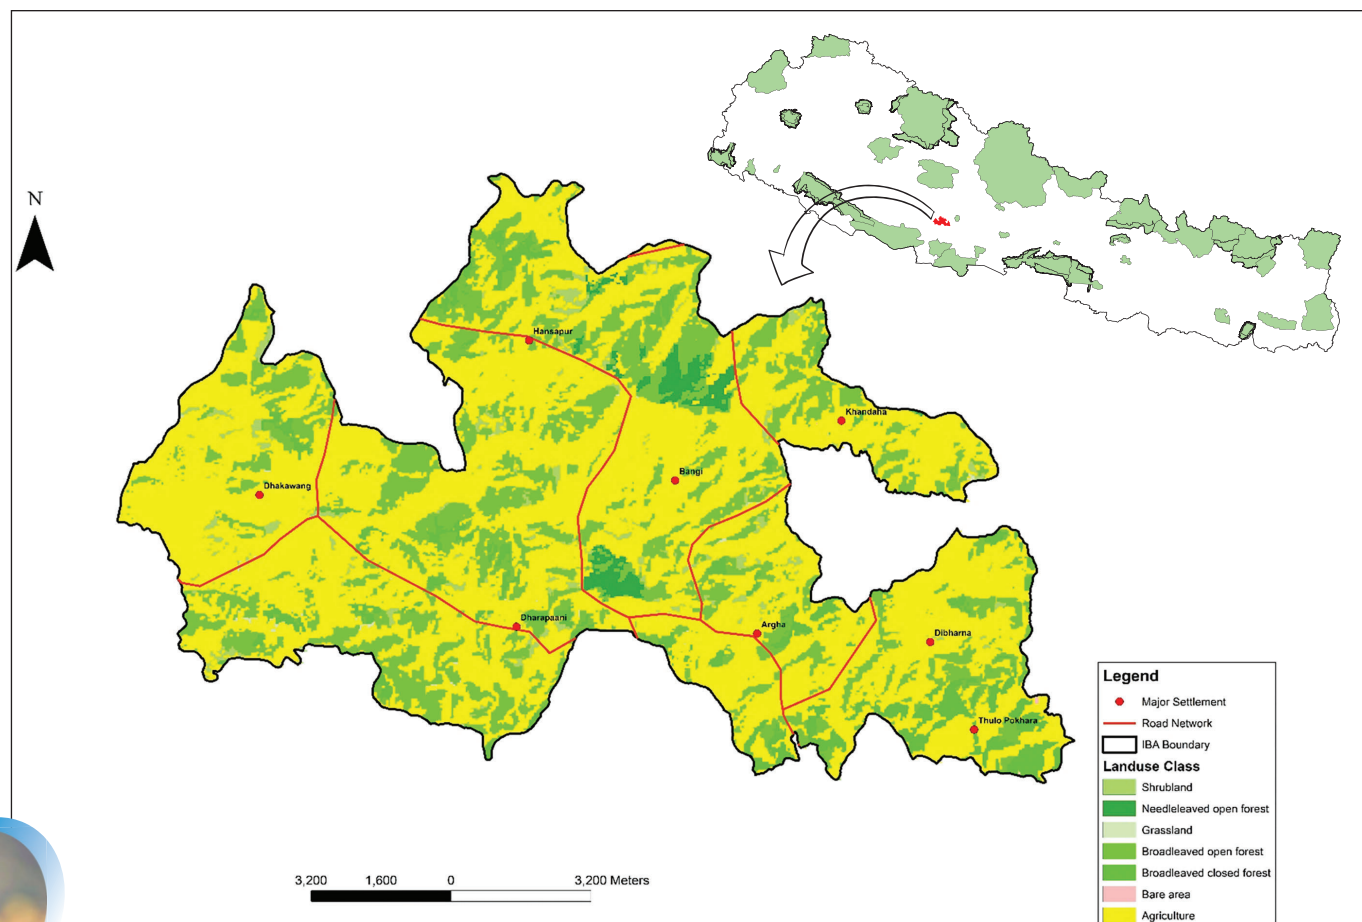 N
Hansapur
Khandaha
Bangi
Dhakawang
Dharapaani
Argha
Dibharna
Thulo Pokhara
Legend
Major Settlement
Road Network
IBA Boundary
Landuse Class
Shrubland
Needleleaved open forest
Grassland
Broadleaved open forest
Broadleaved closed forest
Bare area
Agriculture
3,200 1,600 0 3,200 Meters